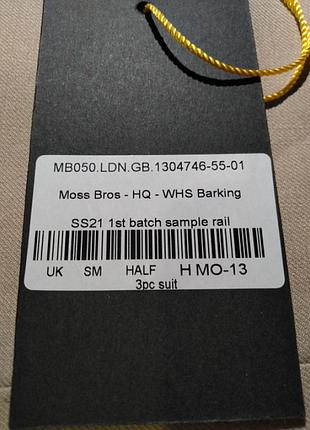 MB050.LDN.GB.1304746-55-01
Moss Bros - HQ - WHS Barking
SS21 1st batch sample rail
UK SM HALF H MO-13
3pc suit